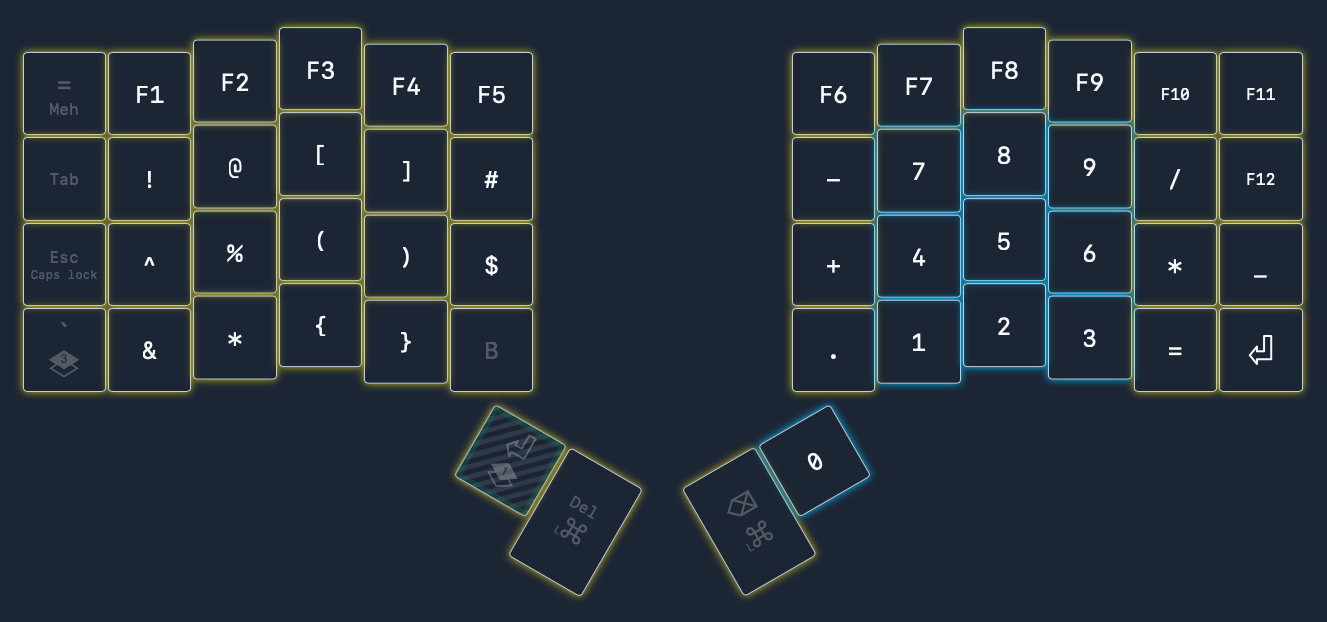 = F1 F2 F3 F4 F5 F6 F7 F8 F9 F10 F11
Meh
Tab ! @ [ ] # - 7 8 9 / F12
Esc ^ % ( ) $ + 4 5 6 * _
Caps lock
` & * { } B . 1 2 3 = 
3
0
Del
L
L